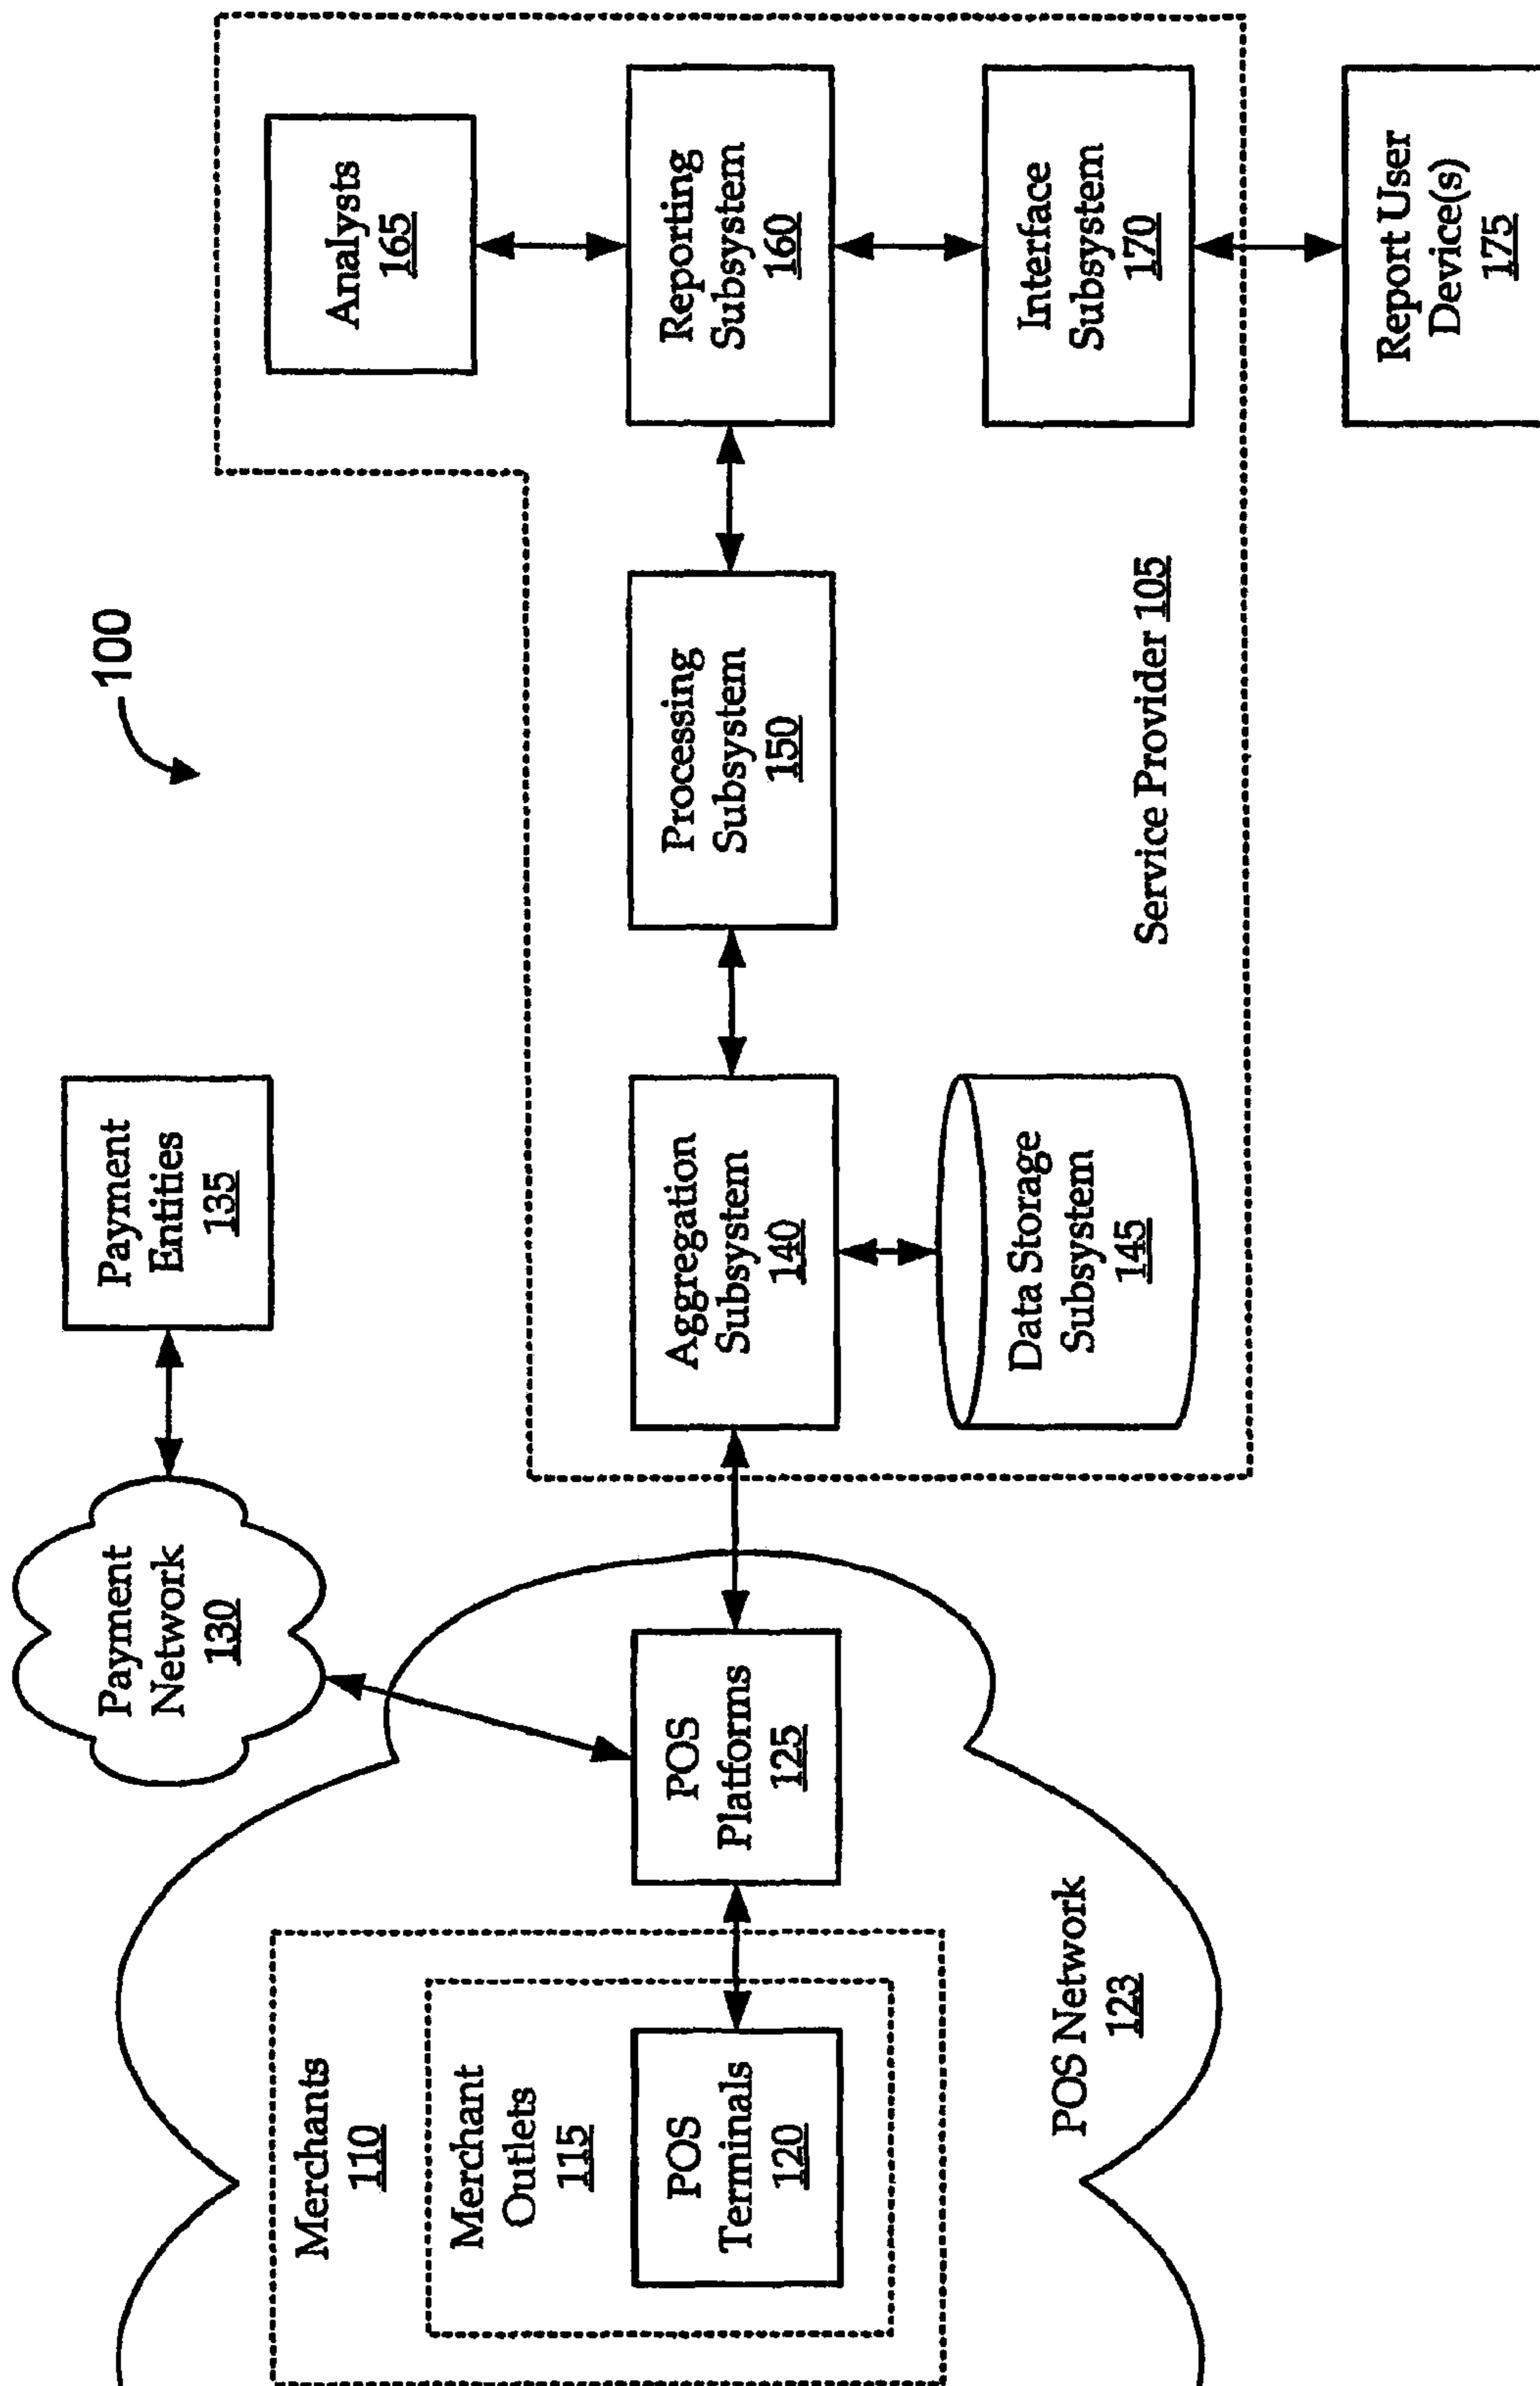 100
Payment
Network
130
Payment
Entities
135
Merchants
110
Merchant
Outlets
115
POS
Terminals
120
POS
Platforms
125
POS Network
123
Aggregation
Subsystem
140
Data Storage
Subsystem
145
Processing
Subsystem
150
Analysts
165
Reporting
Subsystem
160
Interface
Subsystem
170
Service Provider 105
Report User
Device(s)
175